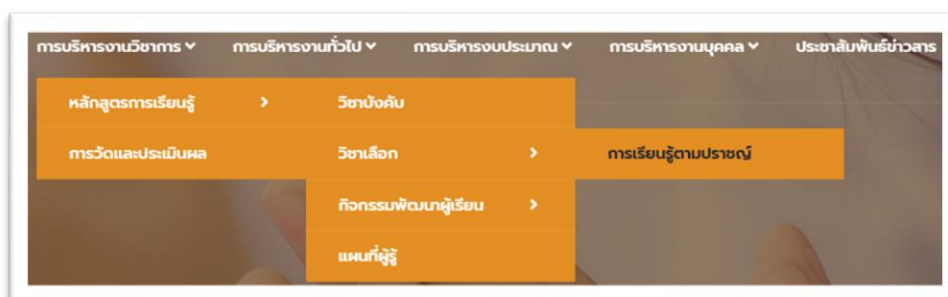 การบริหารงานวิชาการ การบริหารงานทั่วไป การบริหารงบประมาณ การบริหารงานบุคคล ประชาสัมพันธ์ข่าวสาร
หลักสูตรการเรียนรู้ วิชาบังคับ
การวัดและประเมินผล วิชาเลือก การเรียนรู้ตามปราชญ์
กิจกรรมพัฒนาผู้เรียน
แผนที่ผู้รู้